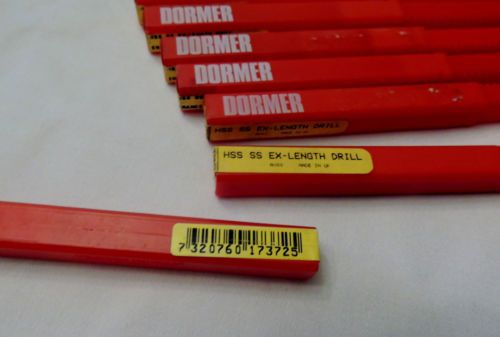 DORMER
DORMER
DORMER
DORMER
HSS SS EX-LENGTH DRILL
HSS SS EX-LENGTH DRILL
MADE IN UK
7 320760 173725